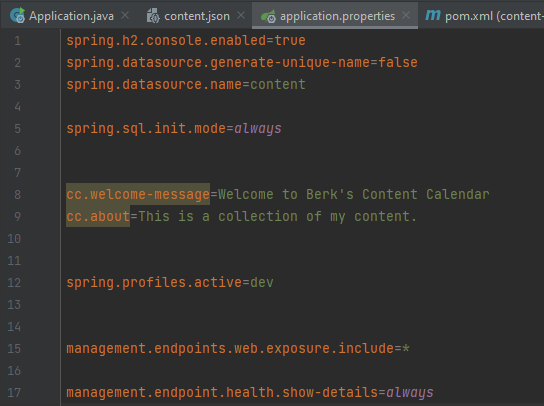 Application.java content.json application.properties pom.xml (content-
1 spring.h2.console.enabled=true
2 spring.datasource.generate-unique-name=false
3 spring.datasource.name=content
4
5 spring.sql.init.mode=always
6
7
8 cc.welcome-message=Welcome to Berk's Content Calendar
9 cc.about=This is a collection of my content.
10
11
12 spring.profiles.active=dev
13
14
15 management.endpoints.web.exposure.include=*
16
17 management.endpoint.health.show-details=always